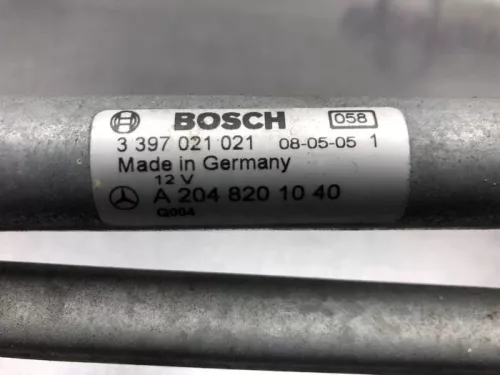 BOSCH 058
3 397 021 021 08-05-05 1
Made in Germany
12 V
A 204 820 10 40
Q004